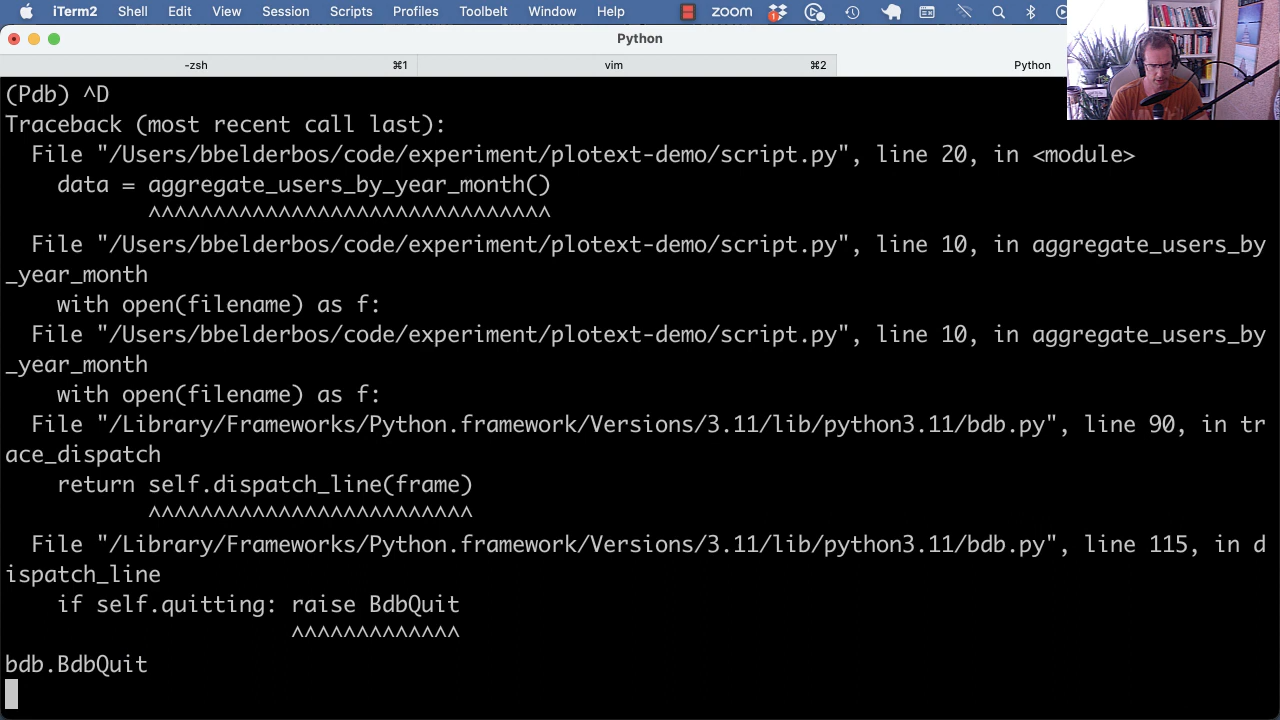 iTerm2 Shell Edit View Session Scripts Profiles Toolbelt Window Help zoom 1
Python
-zsh ⌘1 vim ⌘2 Python
(Pdb) ^D
Traceback (most recent call last):
  File "/Users/bbelderbos/code/experiment/plotext-demo/script.py", line 20, in <module>
    data = aggregate_users_by_year_month()
           ^^^^^^^^^^^^^^^^^^^^^^^^^^^^^^^
  File "/Users/bbelderbos/code/experiment/plotext-demo/script.py", line 10, in aggregate_users_by
_year_month
    with open(filename) as f:
  File "/Users/bbelderbos/code/experiment/plotext-demo/script.py", line 10, in aggregate_users_by
_year_month
    with open(filename) as f:
  File "/Library/Frameworks/Python.framework/Versions/3.11/lib/python3.11/bdb.py", line 90, in tr
ace_dispatch
    return self.dispatch_line(frame)
           ^^^^^^^^^^^^^^^^^^^^^^^^^
  File "/Library/Frameworks/Python.framework/Versions/3.11/lib/python3.11/bdb.py", line 115, in d
ispatch_line
    if self.quitting: raise BdbQuit
                      ^^^^^^^^^^^^^
bdb.BdbQuit